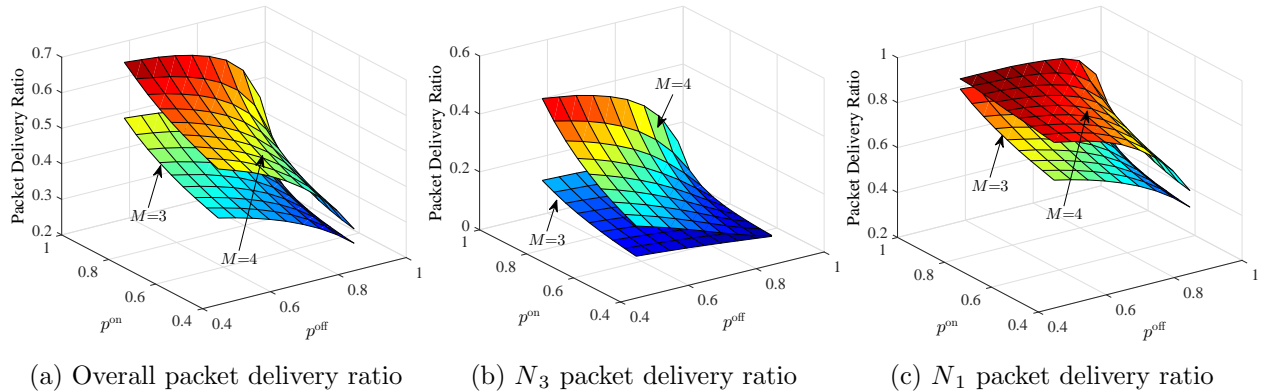 0.7
0.6
0.5
0.4
0.3
0.2
Packet Delivery Ratio
1
0.8
0.6
0.4
p^on
0.4
0.6
0.8
1
p^off
M=3
M=4
0.6
0.4
0.2
0
Packet Delivery Ratio
1
0.8
0.6
0.4
p^on
0.4
0.6
0.8
1
p^off
M=4
M=3
1
0.8
0.6
0.4
0.2
Packet Delivery Ratio
1
0.8
0.6
0.4
p^on
0.4
0.6
0.8
1
p^off
M=3
M=4
(a) Overall packet delivery ratio
(b) N_3 packet delivery ratio
(c) N_1 packet delivery ratio